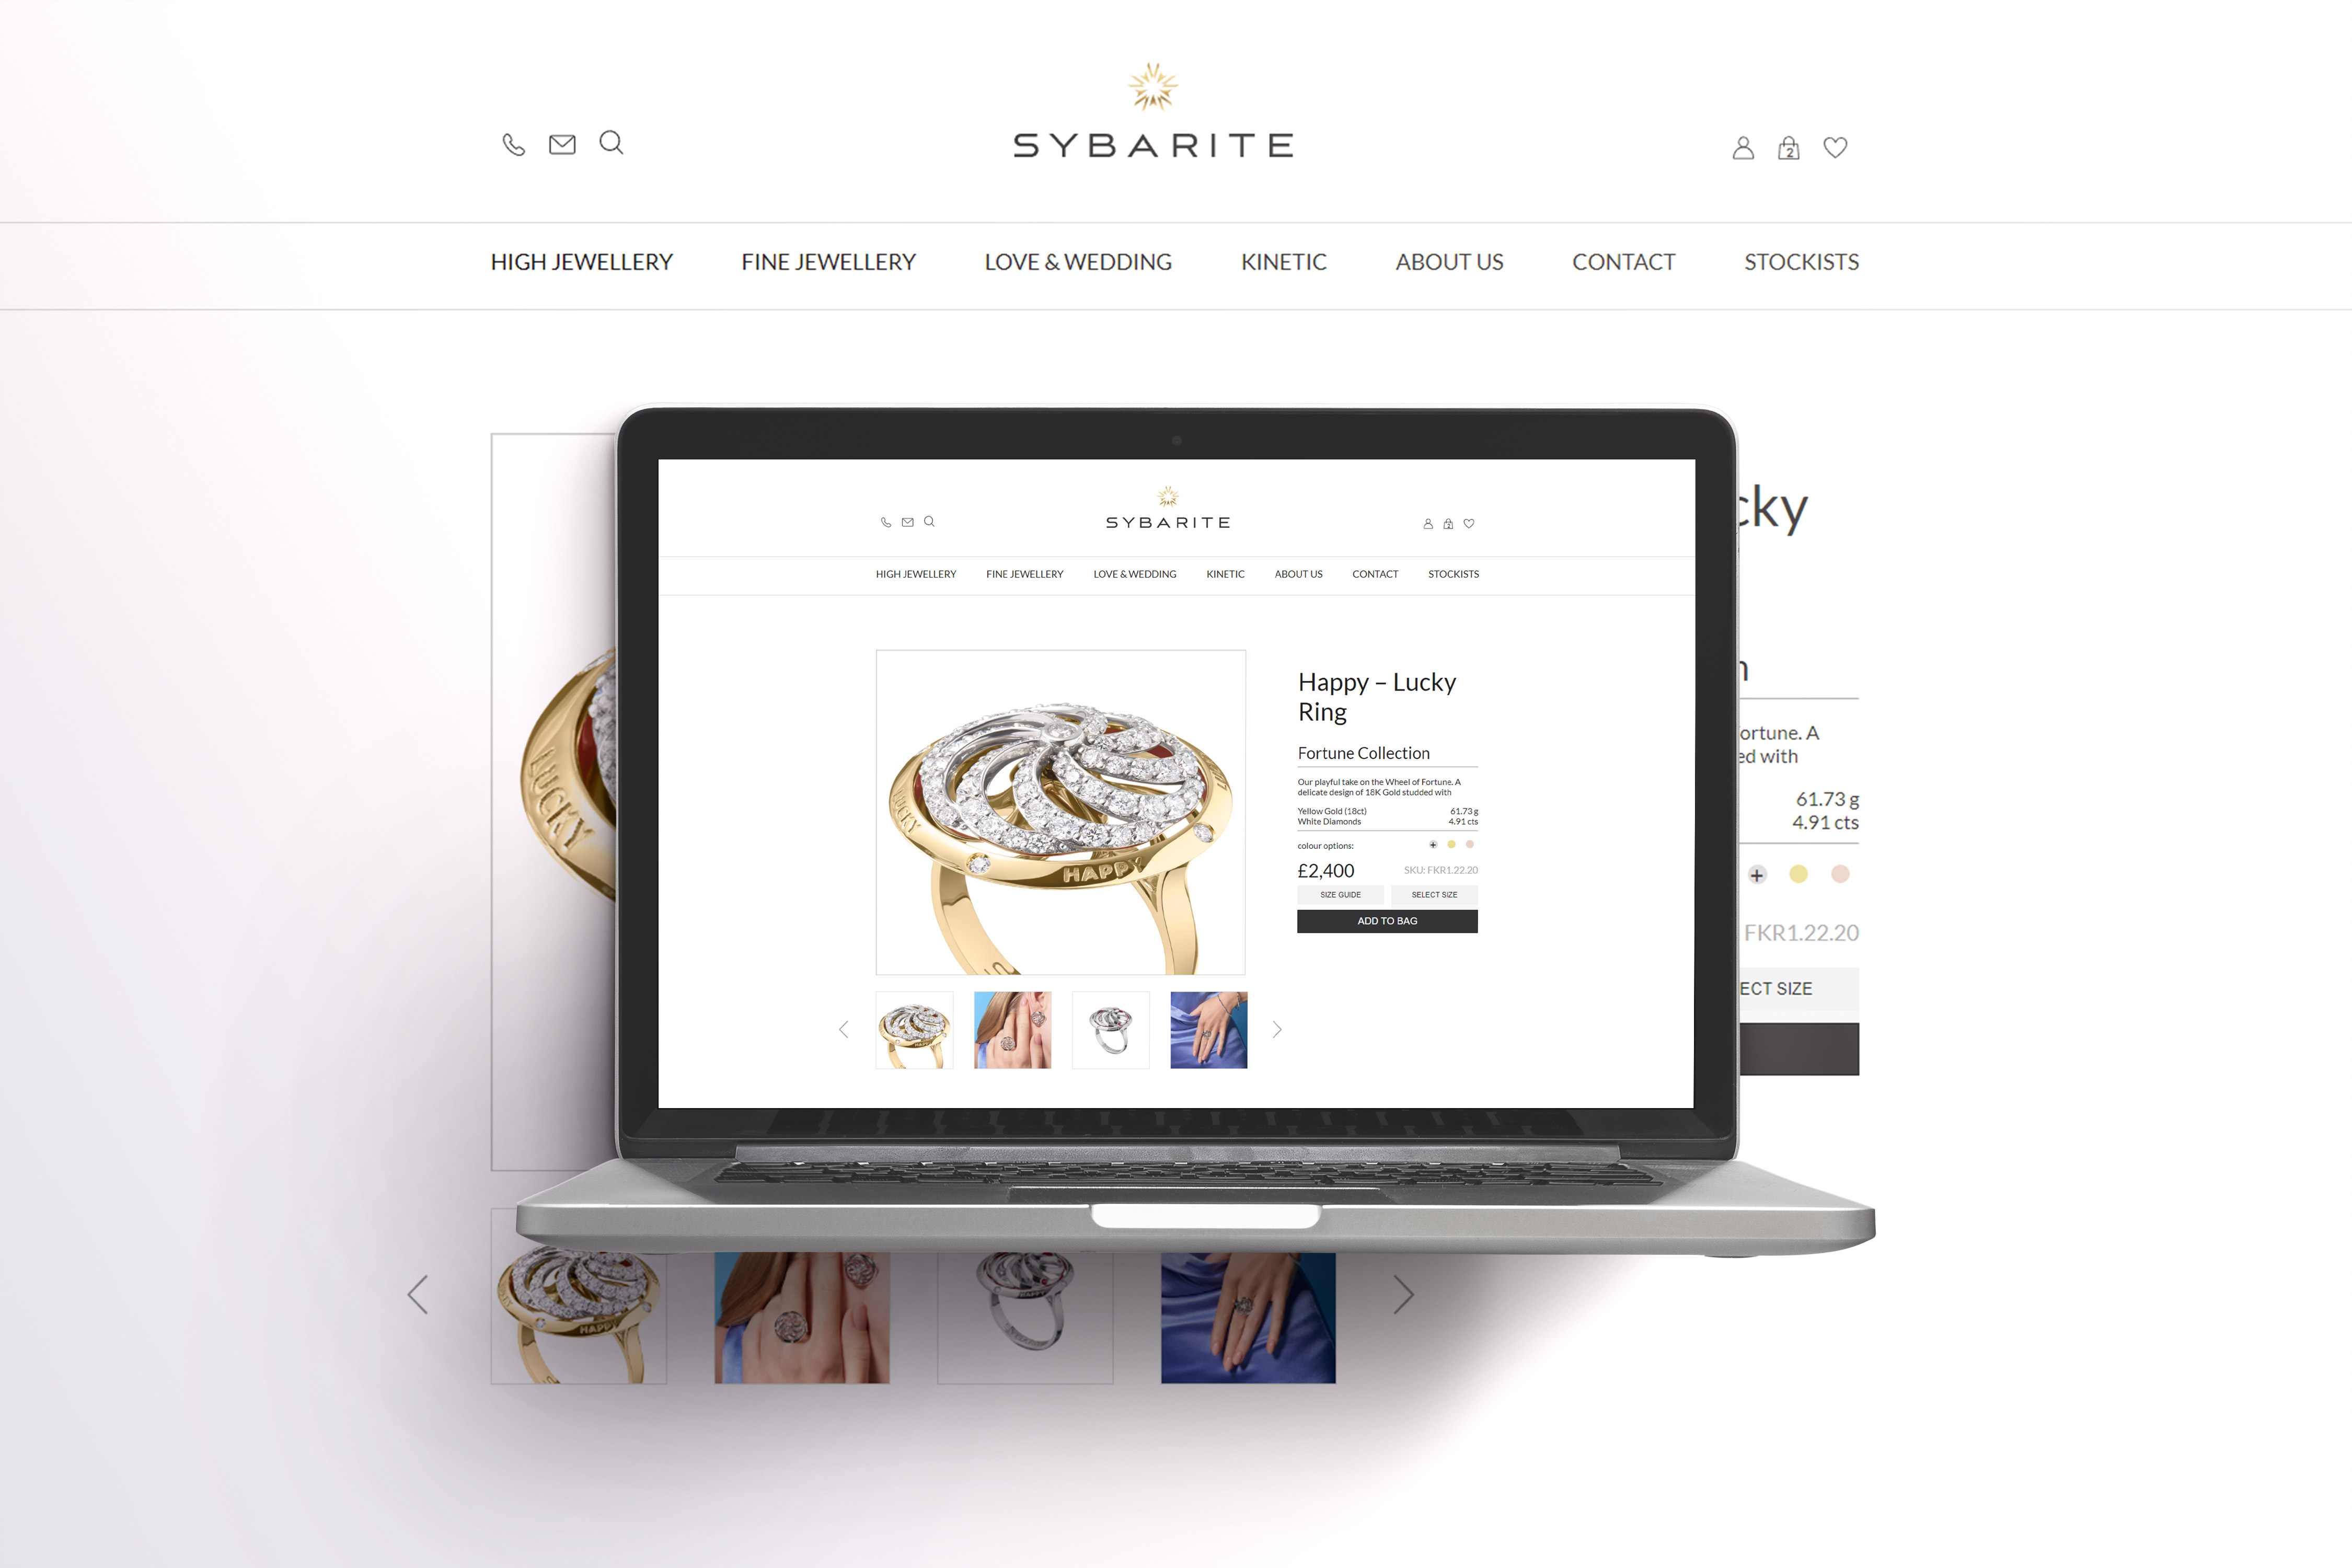 SYBARITE
2
HIGH JEWELLERY
FINE JEWELLERY
LOVE & WEDDING
KINETIC
ABOUT US
CONTACT
STOCKISTS
SYBARITE
2
HIGH JEWELLERY
FINE JEWELLERY
LOVE & WEDDING
KINETIC
ABOUT US
CONTACT
STOCKISTS
LUCKY
HAPPY
Happy – Lucky
Ring
Fortune Collection
Our playful take on the Wheel of Fortune. A
delicate design of 18K Gold studded with
Yellow Gold (18ct) 61.73 g
White Diamonds 4.91 cts
colour options:
£2,400 SKU: FKR1.22.20
SIZE GUIDE SELECT SIZE
ADD TO BAG
LUCKY
cky
n
ortune. A
ed with
61.73 g
4.91 cts
FKR1.22.20
ECT SIZE
HAPPY